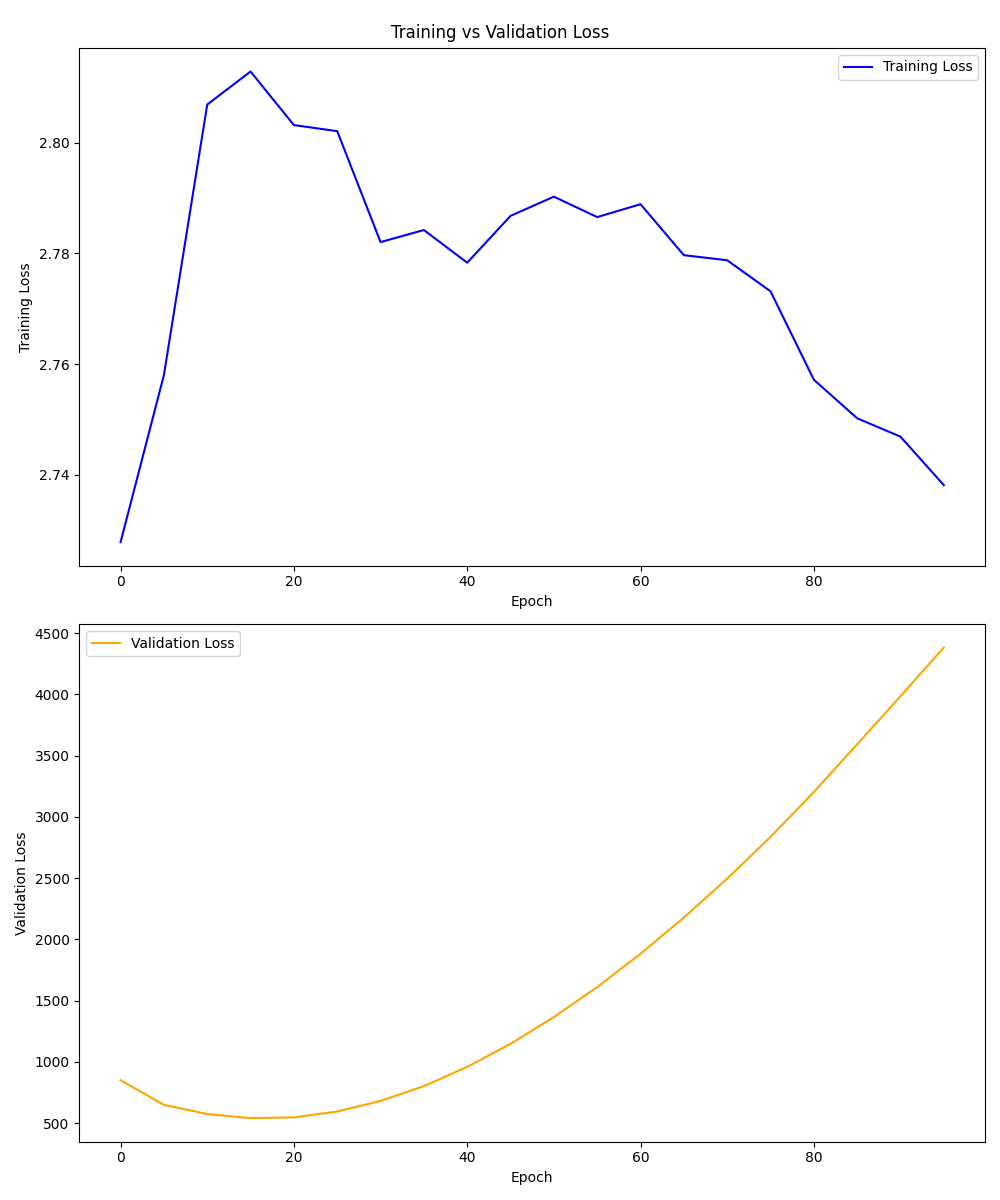 Training vs Validation Loss
Training Loss
2.80
2.78
2.76
2.74
Training Loss
0 20 40 60 80
Epoch
Validation Loss
4500
4000
3500
3000
2500
2000
1500
1000
500
Validation Loss
0 20 40 60 80
Epoch